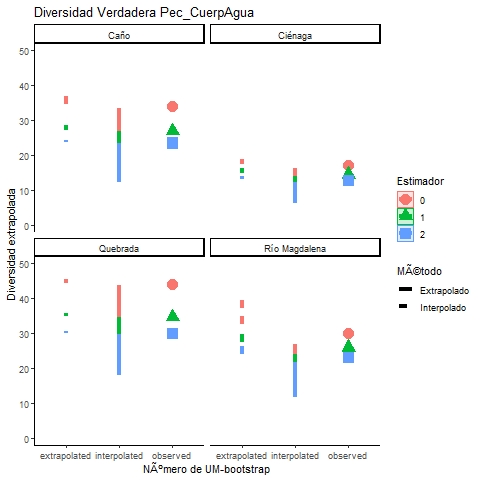 Diversidad Verdadera Pec_CuerpAgua
Caño
Ciénaga
50
40
30
20
10
0
Quebrada
Río Magdalena
50
40
30
20
10
0
extrapolated
interpolated
observed
extrapolated
interpolated
observed
NÃºmero de UM-bootstrap
Diversidad extrapolada
Estimador
0
1
2
MÃ©todo
Extrapolado
Interpolado